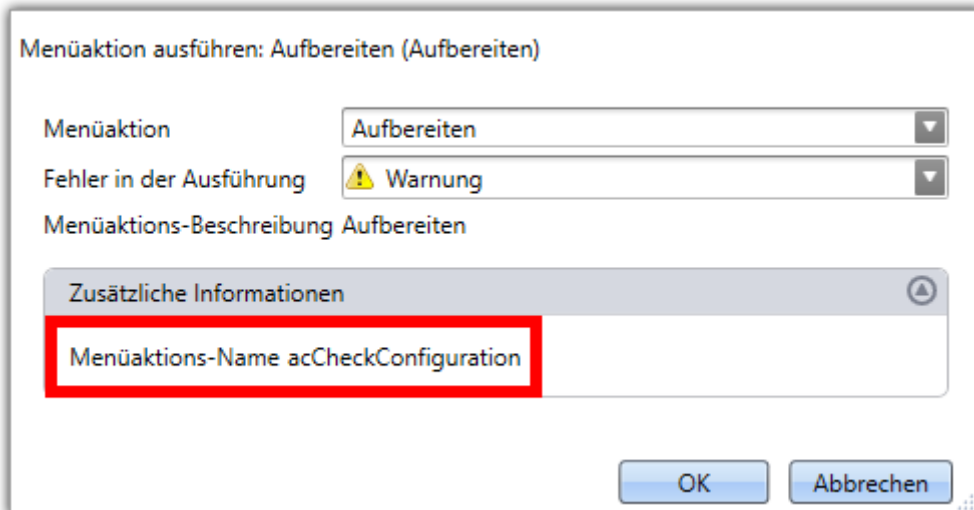 Menüaktion ausführen: Aufbereiten (Aufbereiten)
Menüaktion Aufbereiten
Fehler in der Ausführung Warnung
Menüaktions-Beschreibung Aufbereiten
Zusätzliche Informationen
Menüaktions-Name acCheckConfiguration
OK Abbrechen